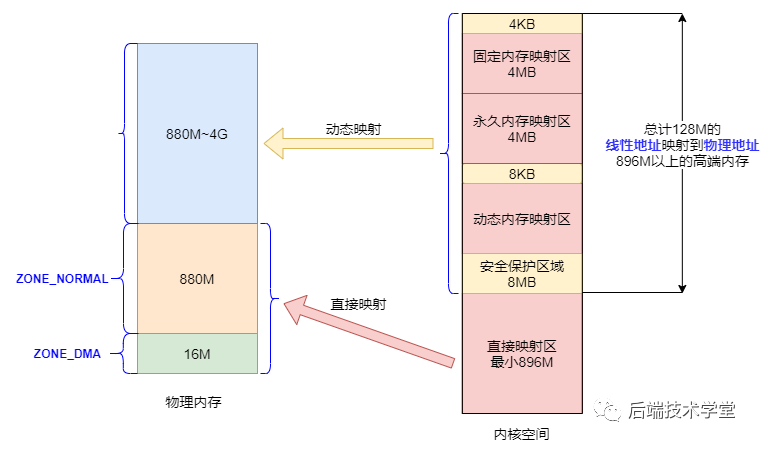 880M~4G
ZONE_NORMAL
880M
ZONE_DMA
16M
物理内存
动态映射
直接映射
4KB
固定内存映射区
4MB
永久内存映射区
4MB
8KB
动态内存映射区
安全保护区域
8MB
直接映射区
最小896M
内核空间
总计128M的
线性地址映射到物理地址
896M以上的高端内存
后端技术学堂